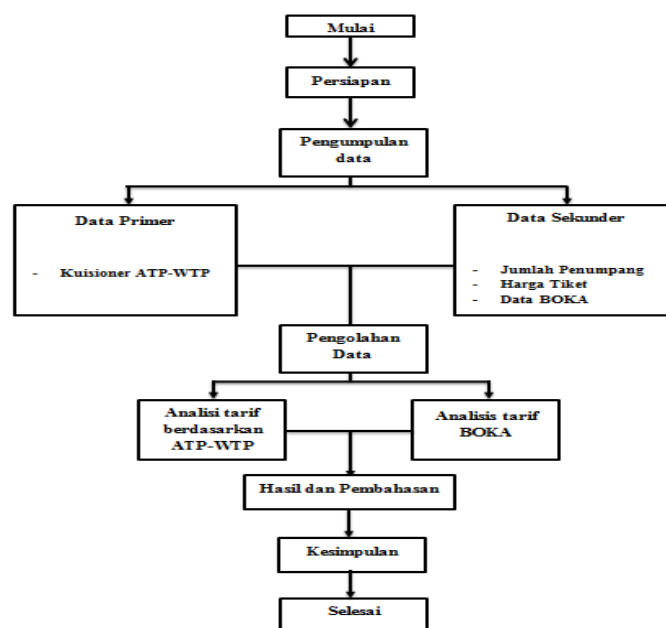 Mulai
Persiapan
Pengumpulan
data
Data Primer
- Kuisioner ATP-WTP
Data Sekunder
- Jumlah Penumpang
- Harga Tiket
- Data BOKA
Pengolahan
Data
Analisi tarif
berdasarkan
ATP-WTP
Analisis tarif
BOKA
Hasil dan Pembahasan
Kesimpulan
Selesai